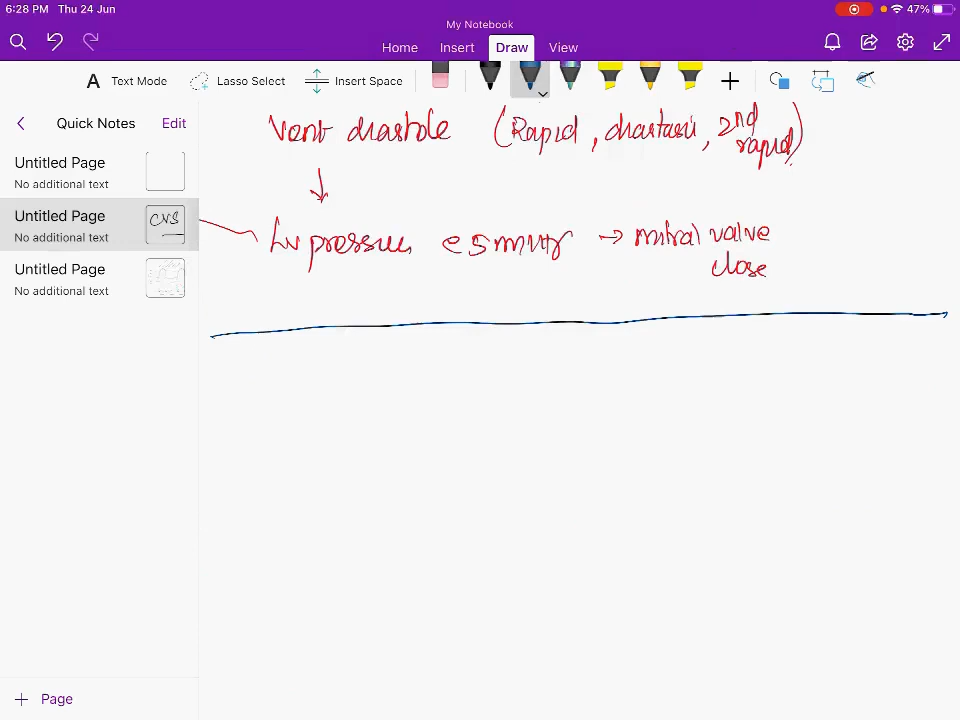 6:28 PM Thu 24 Jun
47%
My Notebook
Home Insert Draw View
Text Mode Lasso Select Insert Space
Quick Notes Edit
Untitled Page
No additional text
Untitled Page
No additional text
CNS
Untitled Page
No additional text
Page
Vent diastole (Rapid, diastasis, 2nd rapid)
Lv pressure 5mmHg → mitral valve
close